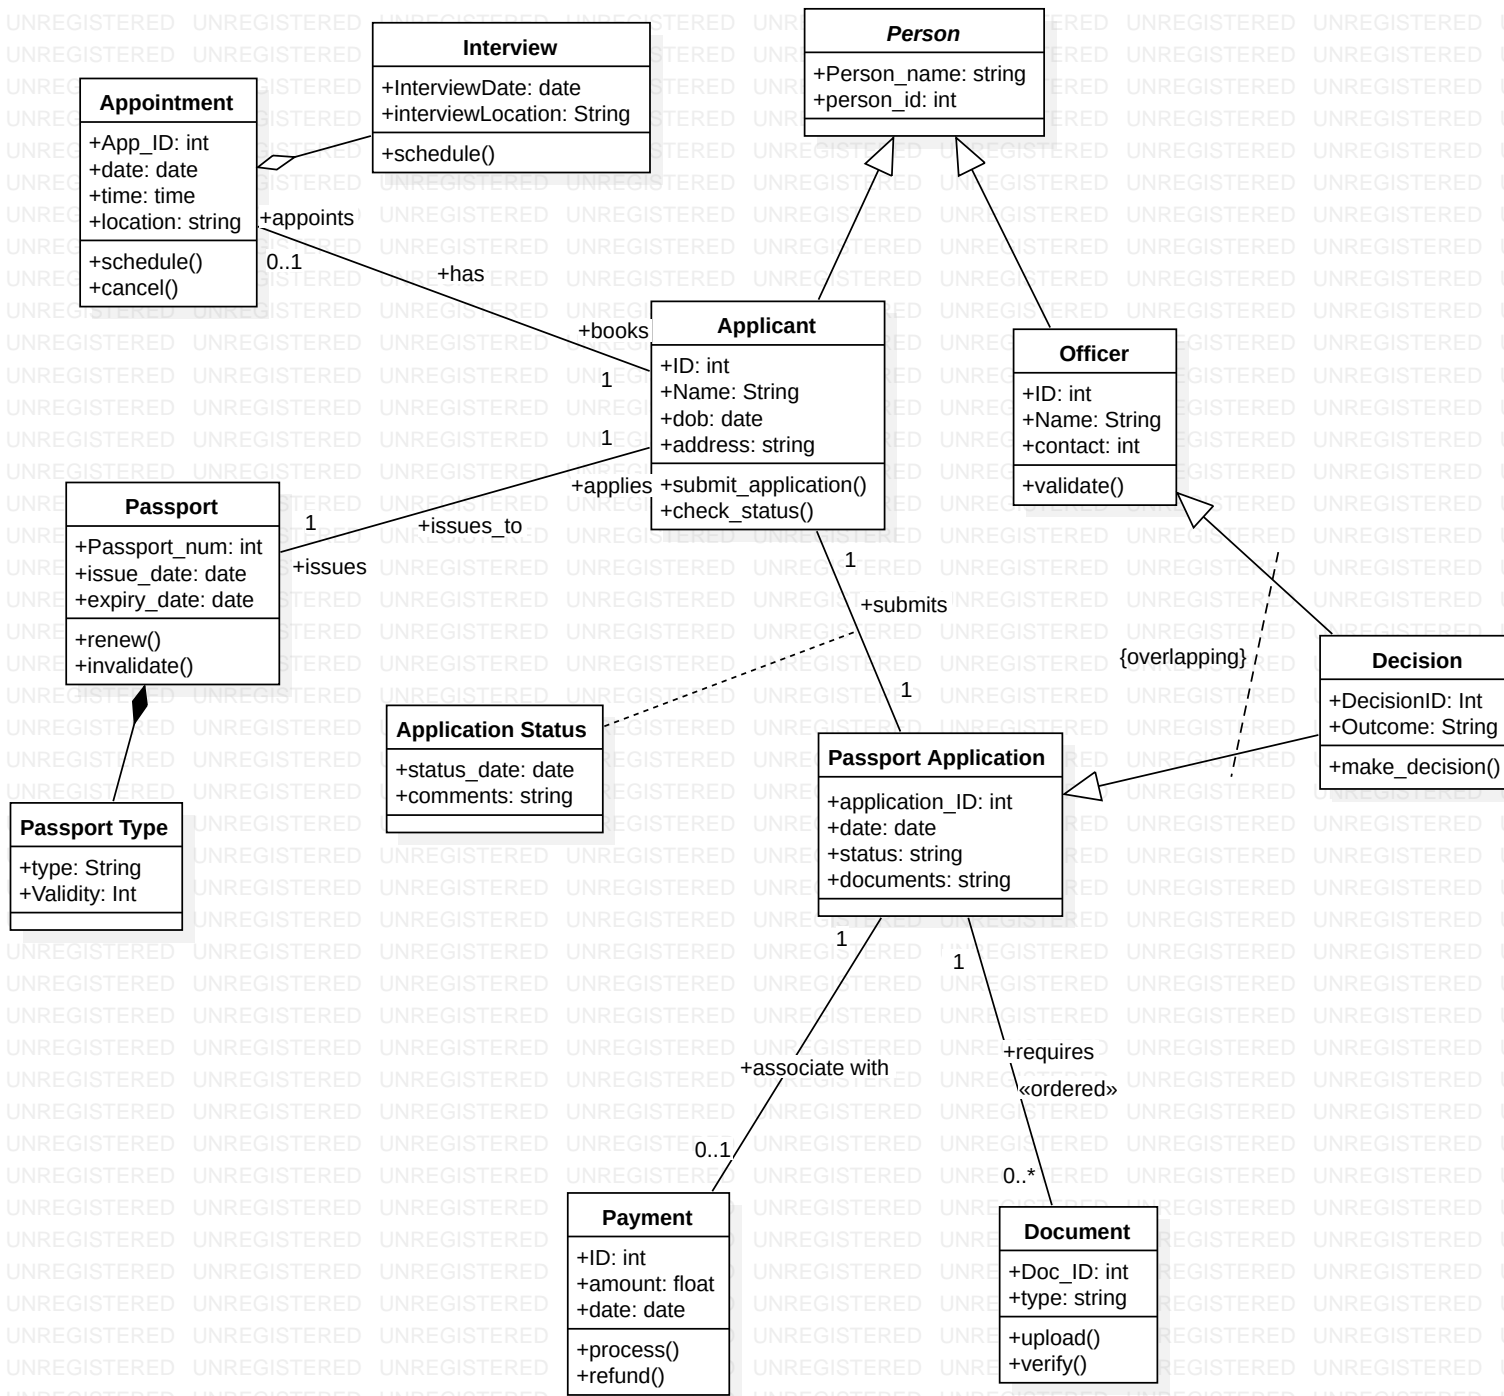 Interview
+InterviewDate: date
+interviewLocation: String
+schedule()
Person
+Person_name: string
+person_id: int
Appointment
+App_ID: int
+date: date
+time: time
+location: string
+schedule()
+cancel()
+appoints
0..1
+has
+books
1
Applicant
+ID: int
+Name: String
+dob: date
+address: string
+submit_application()
+check_status()
Officer
+ID: int
+Name: String
+contact: int
+validate()
1
+applies
+issues_to
1
+issues
Passport
+Passport_num: int
+issue_date: date
+expiry_date: date
+renew()
+invalidate()
1
+submits
1
{overlapping}
Decision
+DecisionID: Int
+Outcome: String
+make_decision()
Application Status
+status_date: date
+comments: string
Passport Application
+application_ID: int
+date: date
+status: string
+documents: string
Passport Type
+type: String
+Validity: Int
1
+associate with
0..1
1
+requires
«ordered»
0..*
Payment
+ID: int
+amount: float
+date: date
+process()
+refund()
Document
+Doc_ID: int
+type: string
+upload()
+verify()
UNREGISTERED